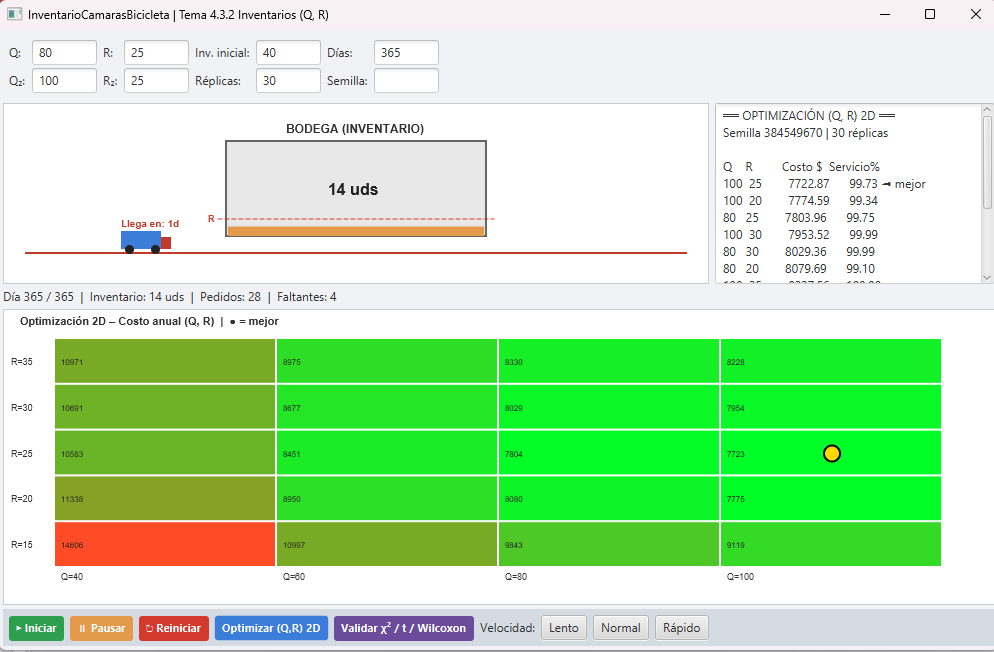 InventarioCamarasBicicleta | Tema 4.3.2 Inventarios (Q, R)
Q: 80 R: 25 Inv. inicial: 40 Días: 365
Q₂: 100 R₂: 25 Réplicas: 30 Semilla:
BODEGA (INVENTARIO)
14 uds
R
Llega en: 1d
══ OPTIMIZACIÓN (Q, R) 2D ══
Semilla 384549670 | 30 réplicas
Q R Costo $ Servicio%
100 25 7722.87 99.73 ◄ mejor
100 20 7774.59 99.34
80 25 7803.96 99.75
100 30 7953.52 99.99
80 30 8029.36 99.99
80 20 8079.69 99.10
Día 365 / 365 | Inventario: 14 uds | Pedidos: 28 | Faltantes: 4
Optimización 2D – Costo anual (Q, R) | ● = mejor
R=35 10971 8975 8330 8228
R=30 10691 8677 8029 7954
R=25 10583 8451 7804 7723
R=20 11338 8950 8080 7775
R=15 14606 10997 9843 9119
Q=40 Q=60 Q=80 Q=100
Iniciar Pausar Reiniciar Optimizar (Q,R) 2D Validar χ² / t / Wilcoxon Velocidad: Lento Normal Rápido